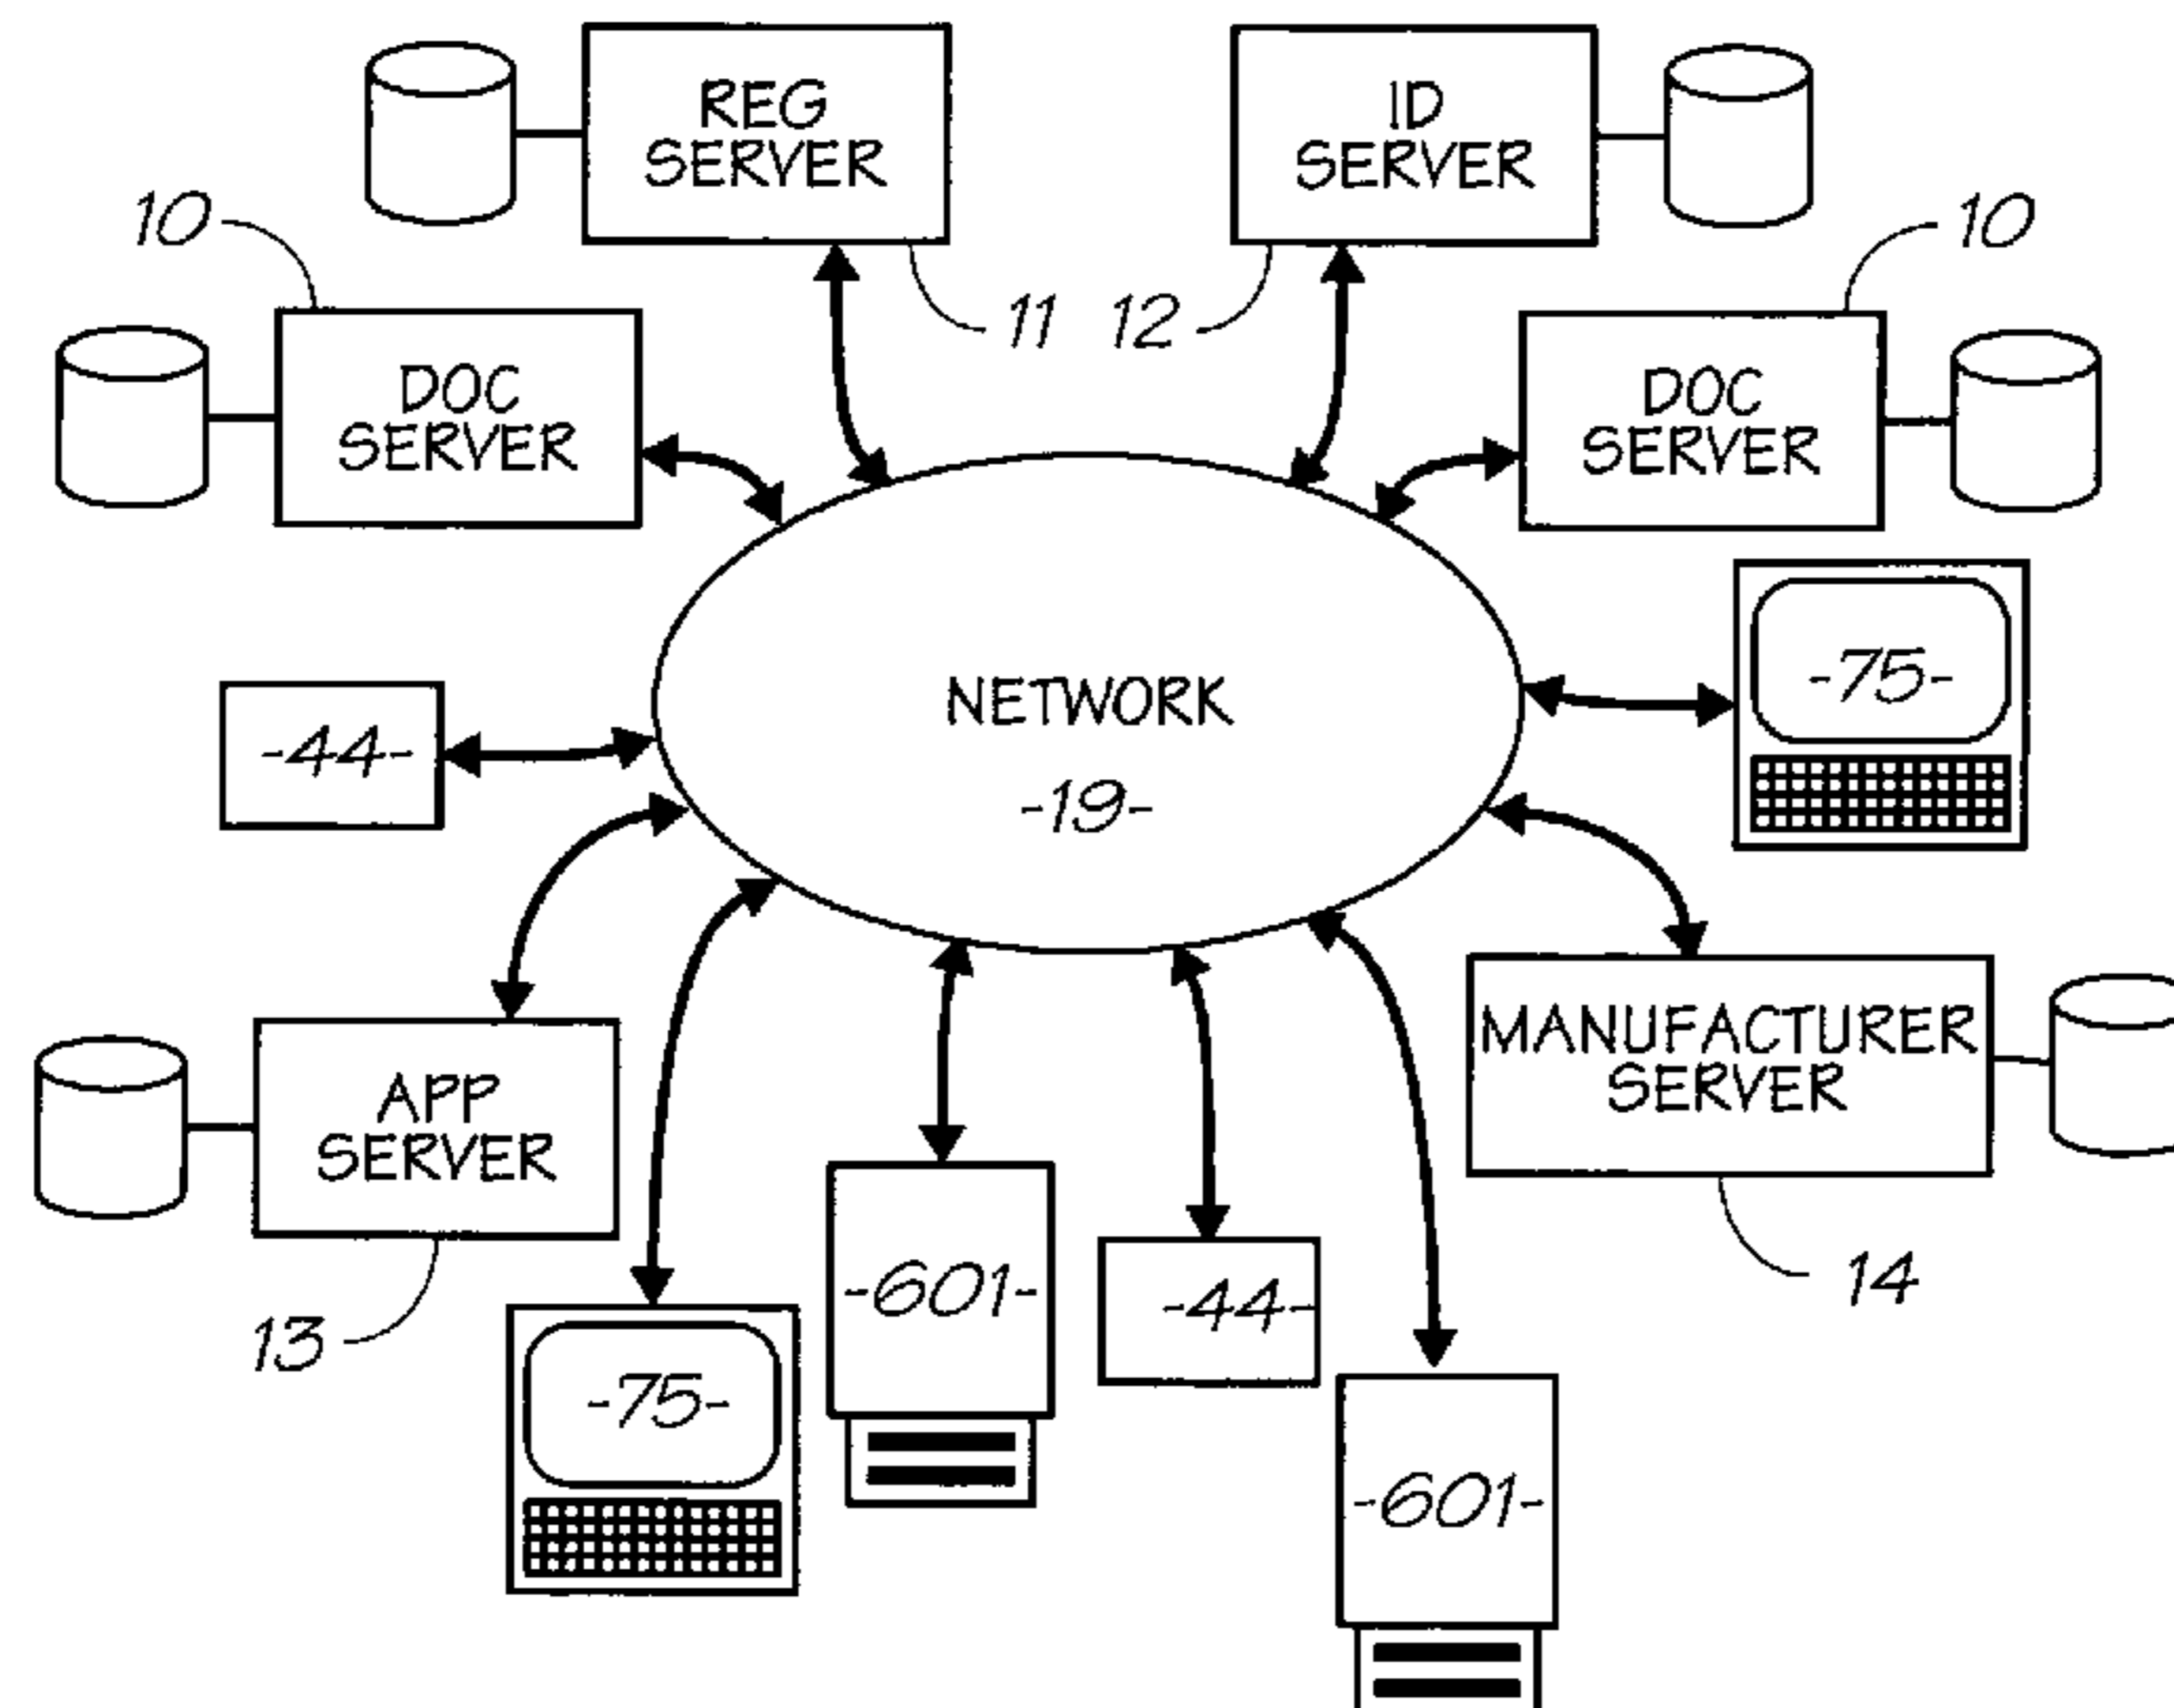 REG
SERVER
ID
SERVER
10
10
11
12
DOC
SERVER
DOC
SERVER
-75-
NETWORK
-19-
-44-
MANUFACTURER
SERVER
APP
SERVER
-601-
-44-
14
13
-75-
-601-